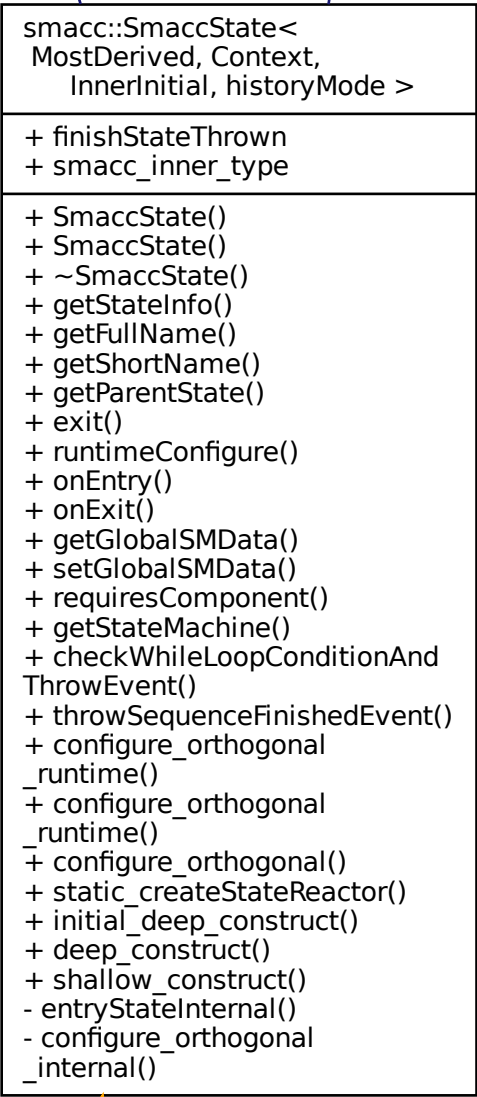 smacc::SmaccState<
MostDerived, Context,
InnerInitial, historyMode >
+ finishStateThrown
+ smacc_inner_type
+ SmaccState()
+ SmaccState()
+ ~SmaccState()
+ getStateInfo()
+ getFullName()
+ getShortName()
+ getParentState()
+ exit()
+ runtimeConfigure()
+ onEntry()
+ onExit()
+ getGlobalSMData()
+ setGlobalSMData()
+ requiresComponent()
+ getStateMachine()
+ checkWhileLoopConditionAnd
ThrowEvent()
+ throwSequenceFinishedEvent()
+ configure_orthogonal
_runtime()
+ configure_orthogonal
_runtime()
+ configure_orthogonal()
+ static_createStateReactor()
+ initial_deep_construct()
+ deep_construct()
+ shallow_construct()
- entryStateInternal()
- configure_orthogonal
_internal()